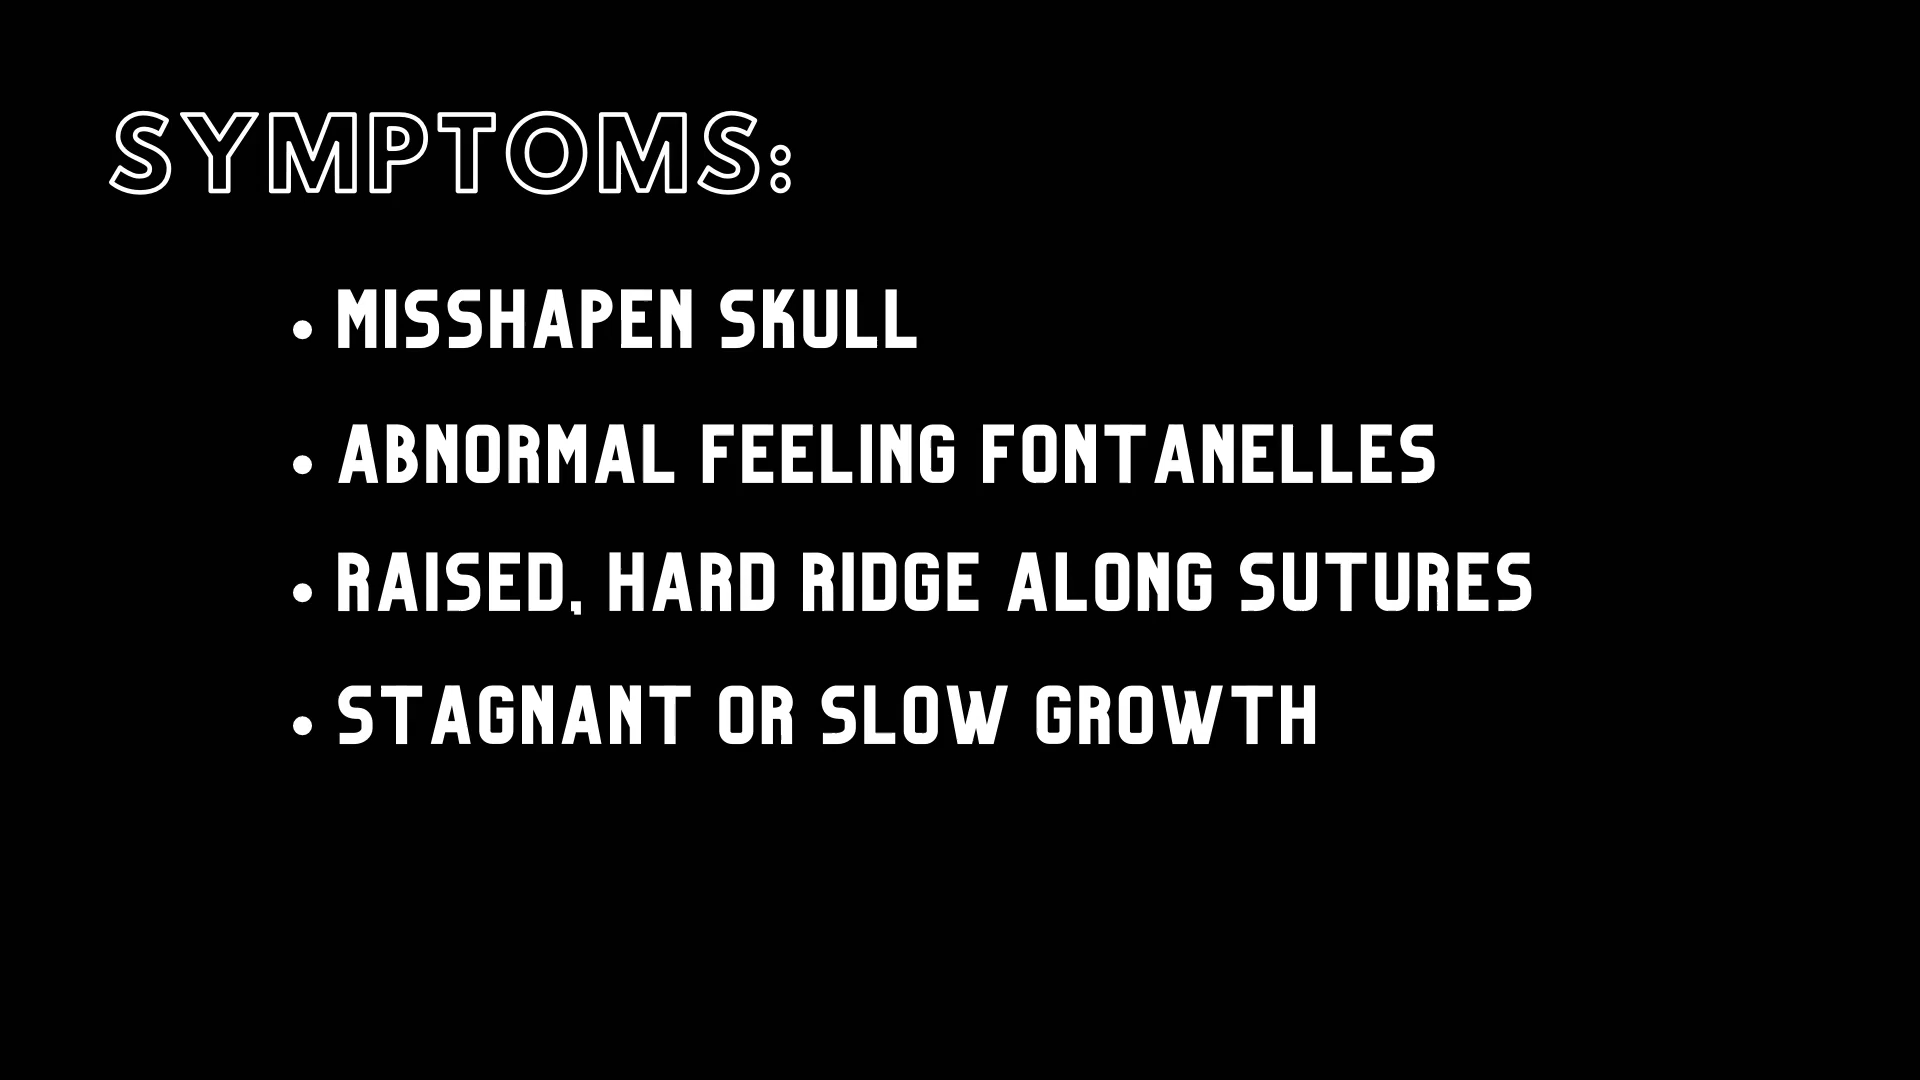 SYMPTOMS:
• MISSHAPEN SKULL
• ABNORMAL FEELING FONTANELLES
• RAISED, HARD RIDGE ALONG SUTURES
• STAGNANT OR SLOW GROWTH